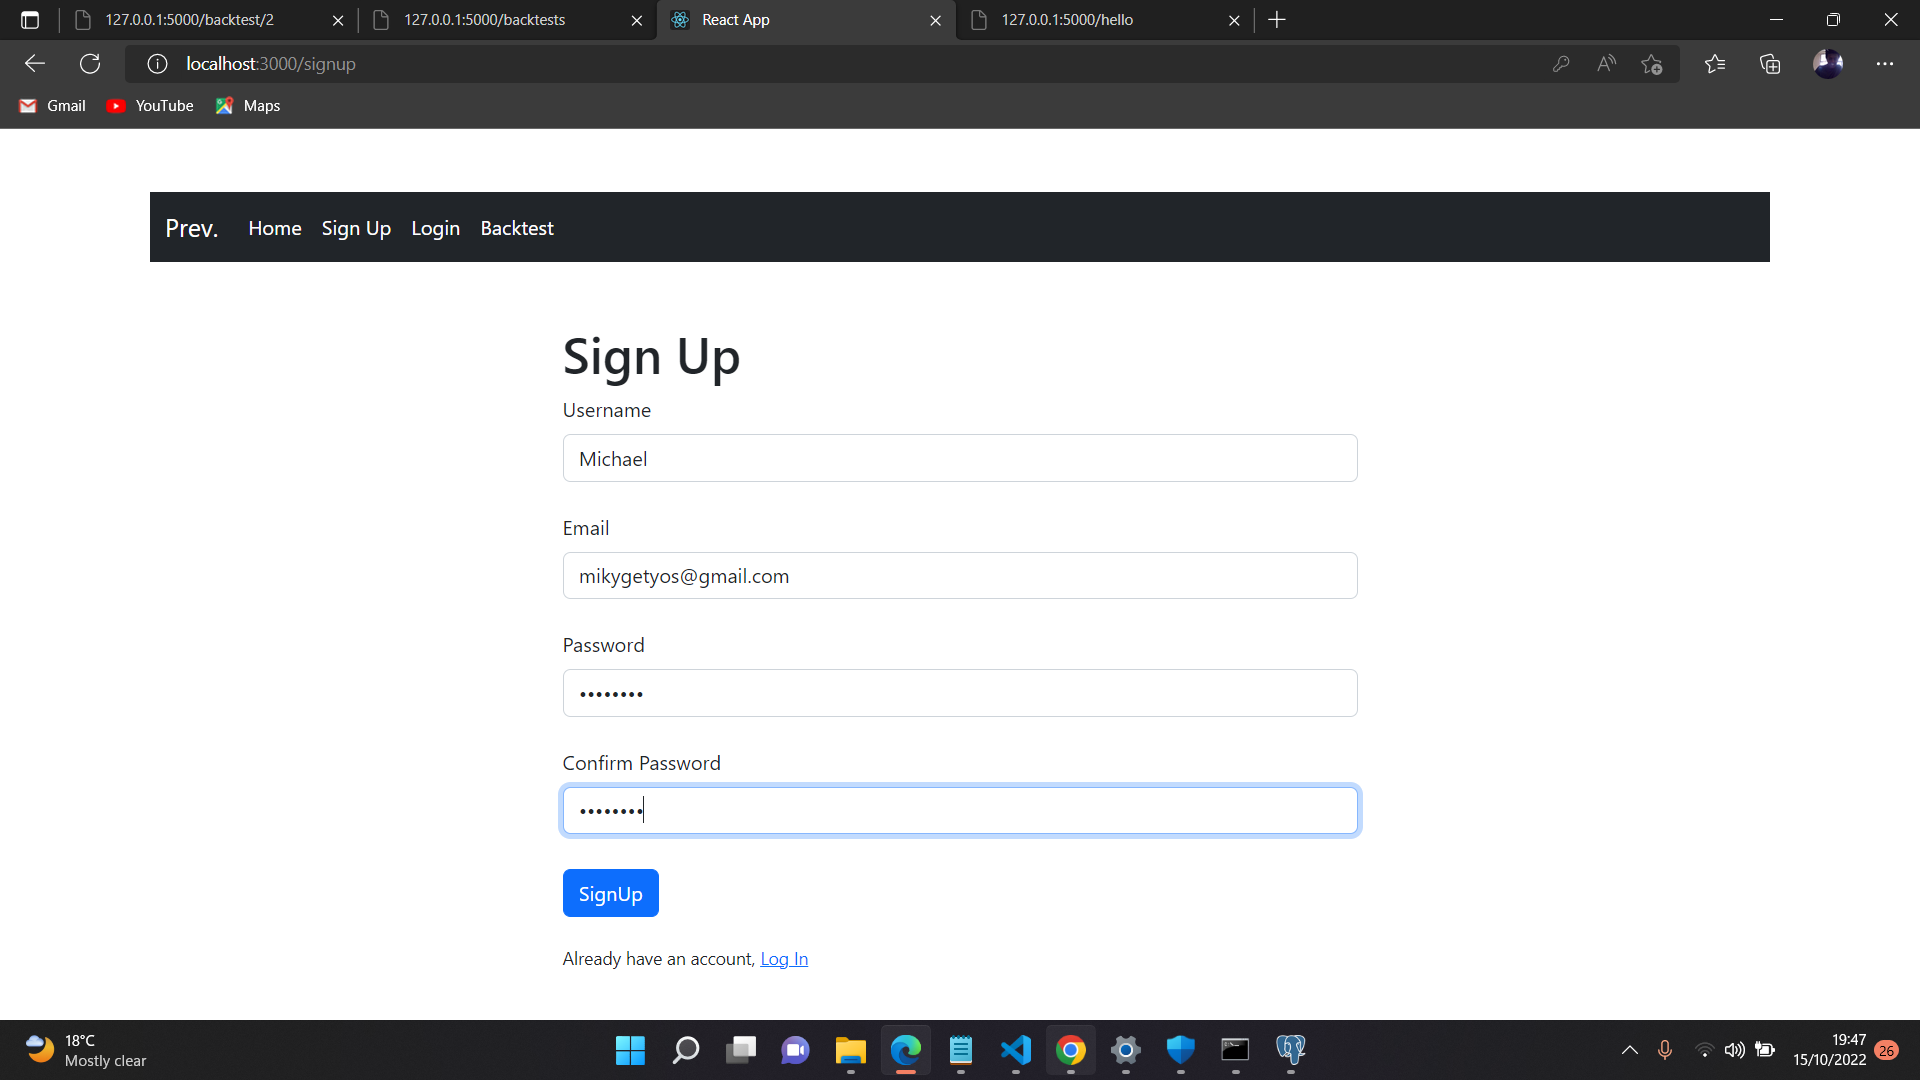 127.0.0.1:5000/backtest/2 127.0.0.1:5000/backtests React App 127.0.0.1:5000/hello
localhost:3000/signup
Gmail YouTube Maps
Prev. Home Sign Up Login Backtest
Sign Up
Username
Michael
Email
mikygetyos@gmail.com
Password
••••••••
Confirm Password
••••••••
SignUp
Already have an account, Log In
18°C
Mostly clear
19:47
15/10/2022
26